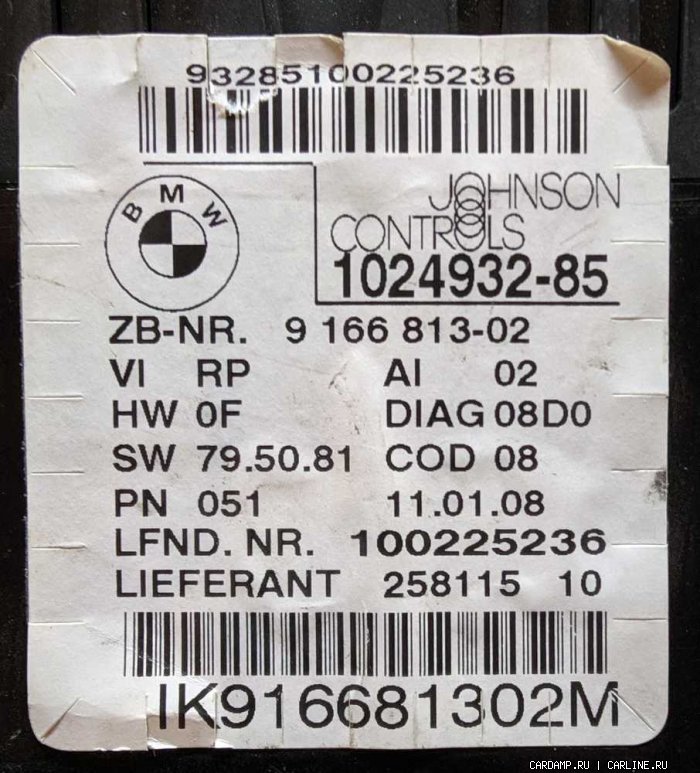 93285100225236
BMW
JOHNSON
CONTROLS
1024932-85
ZB-NR. 9 166 813-02
VI RP AI 02
HW 0F DIAG 08D0
SW 79.50.81 COD 08
PN 051 11.01.08
LFND. NR. 100225236
LIEFERANT 258115 10
IK916681302M
CARDAMP.RU | CARLINE.RU